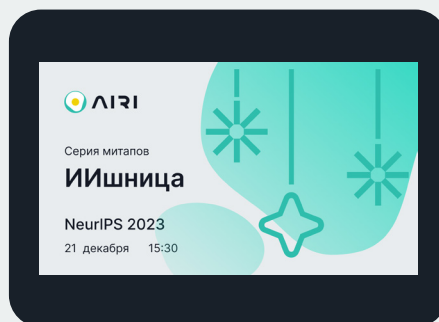 AIRI
Серия митапов
ИИшница
NeurIPS 2023
21 декабря 15:30